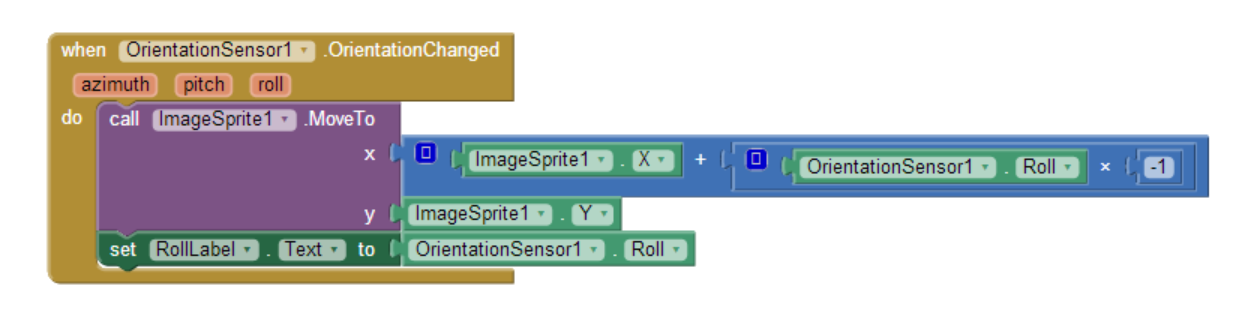 when OrientationSensor1 .OrientationChanged
azimuth pitch roll
do call ImageSprite1 .MoveTo
x ImageSprite1 . X + OrientationSensor1 . Roll × -1
y ImageSprite1 . Y
set RollLabel . Text to OrientationSensor1 . Roll